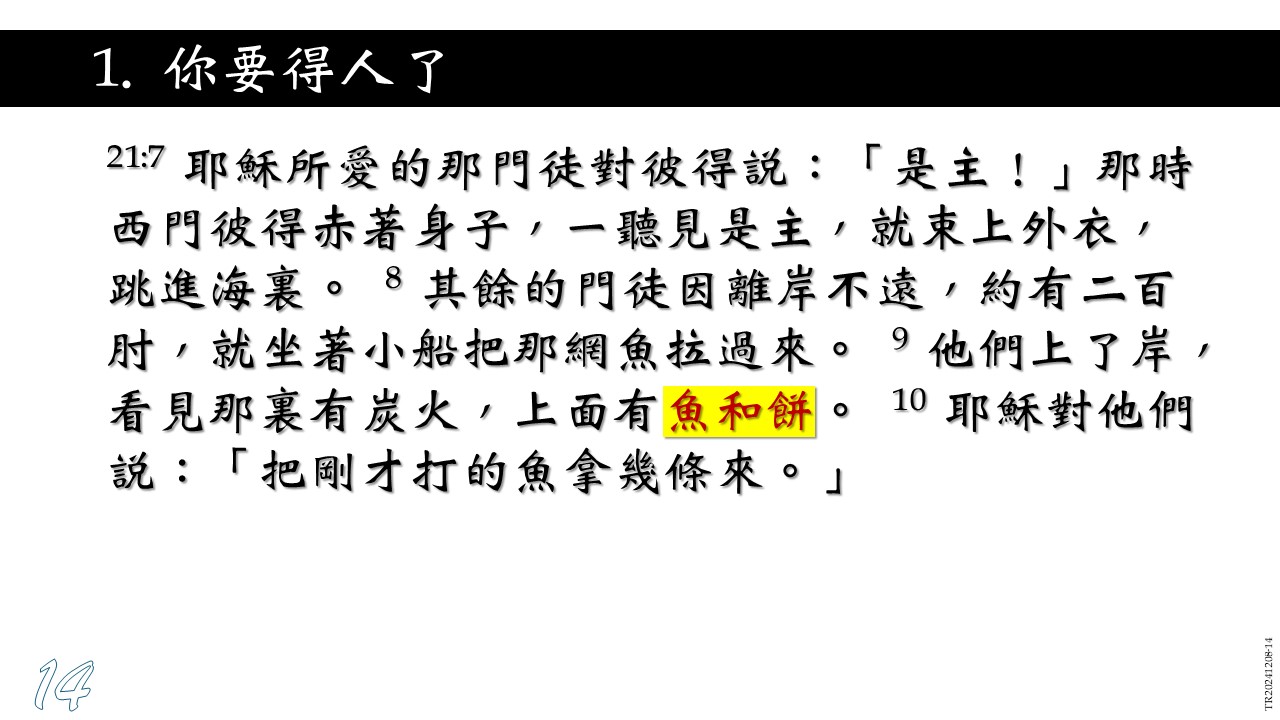 1. 你要得人了
21:7 耶穌所愛的那門徒對彼得説：「是主！」那時
西門彼得赤著身子，一聽見是主，就束上外衣，
跳進海裏。 8 其餘的門徒因離岸不遠，約有二百
肘，就坐著小船把那網魚拉過來。 9 他們上了岸，
看見那裏有炭火，上面有魚和餅。 10 耶穌對他們
説：「把剛才打的魚拿幾條來。」
14
TR20241208-14